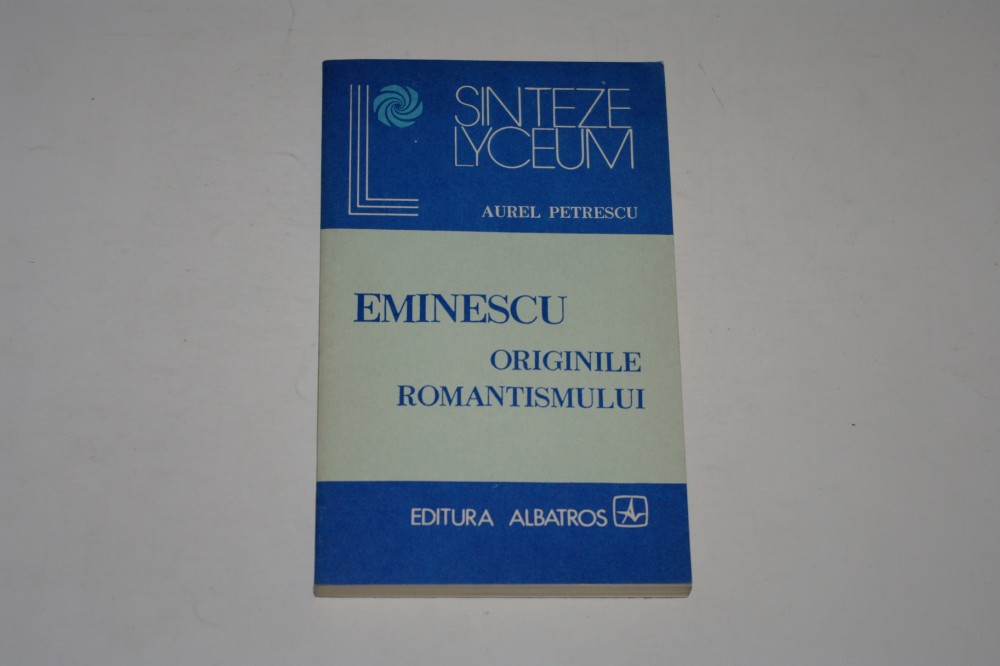 SINTEZE
LYCEUM
AUREL PETRESCU
EMINESCU
ORIGINILE
ROMANTISMULUI
EDITURA ALBATROS